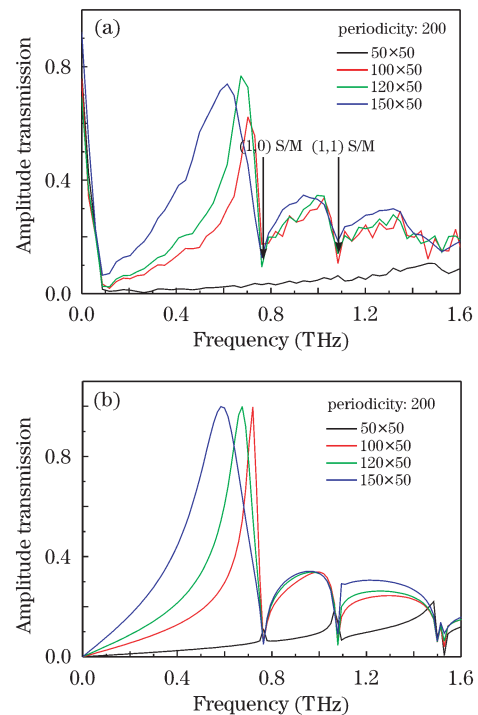 (a)
periodicity: 200
50×50
100×50
120×50
150×50
(1,0) S/M (1,1) S/M
Amplitude transmission
0.8
0.4
0.0
0.0 0.4 0.8 1.2 1.6
Frequency (THz)
(b)
periodicity: 200
50×50
100×50
120×50
150×50
Amplitude transmission
0.8
0.4
0.0
0.0 0.4 0.8 1.2 1.6
Frequency (THz)